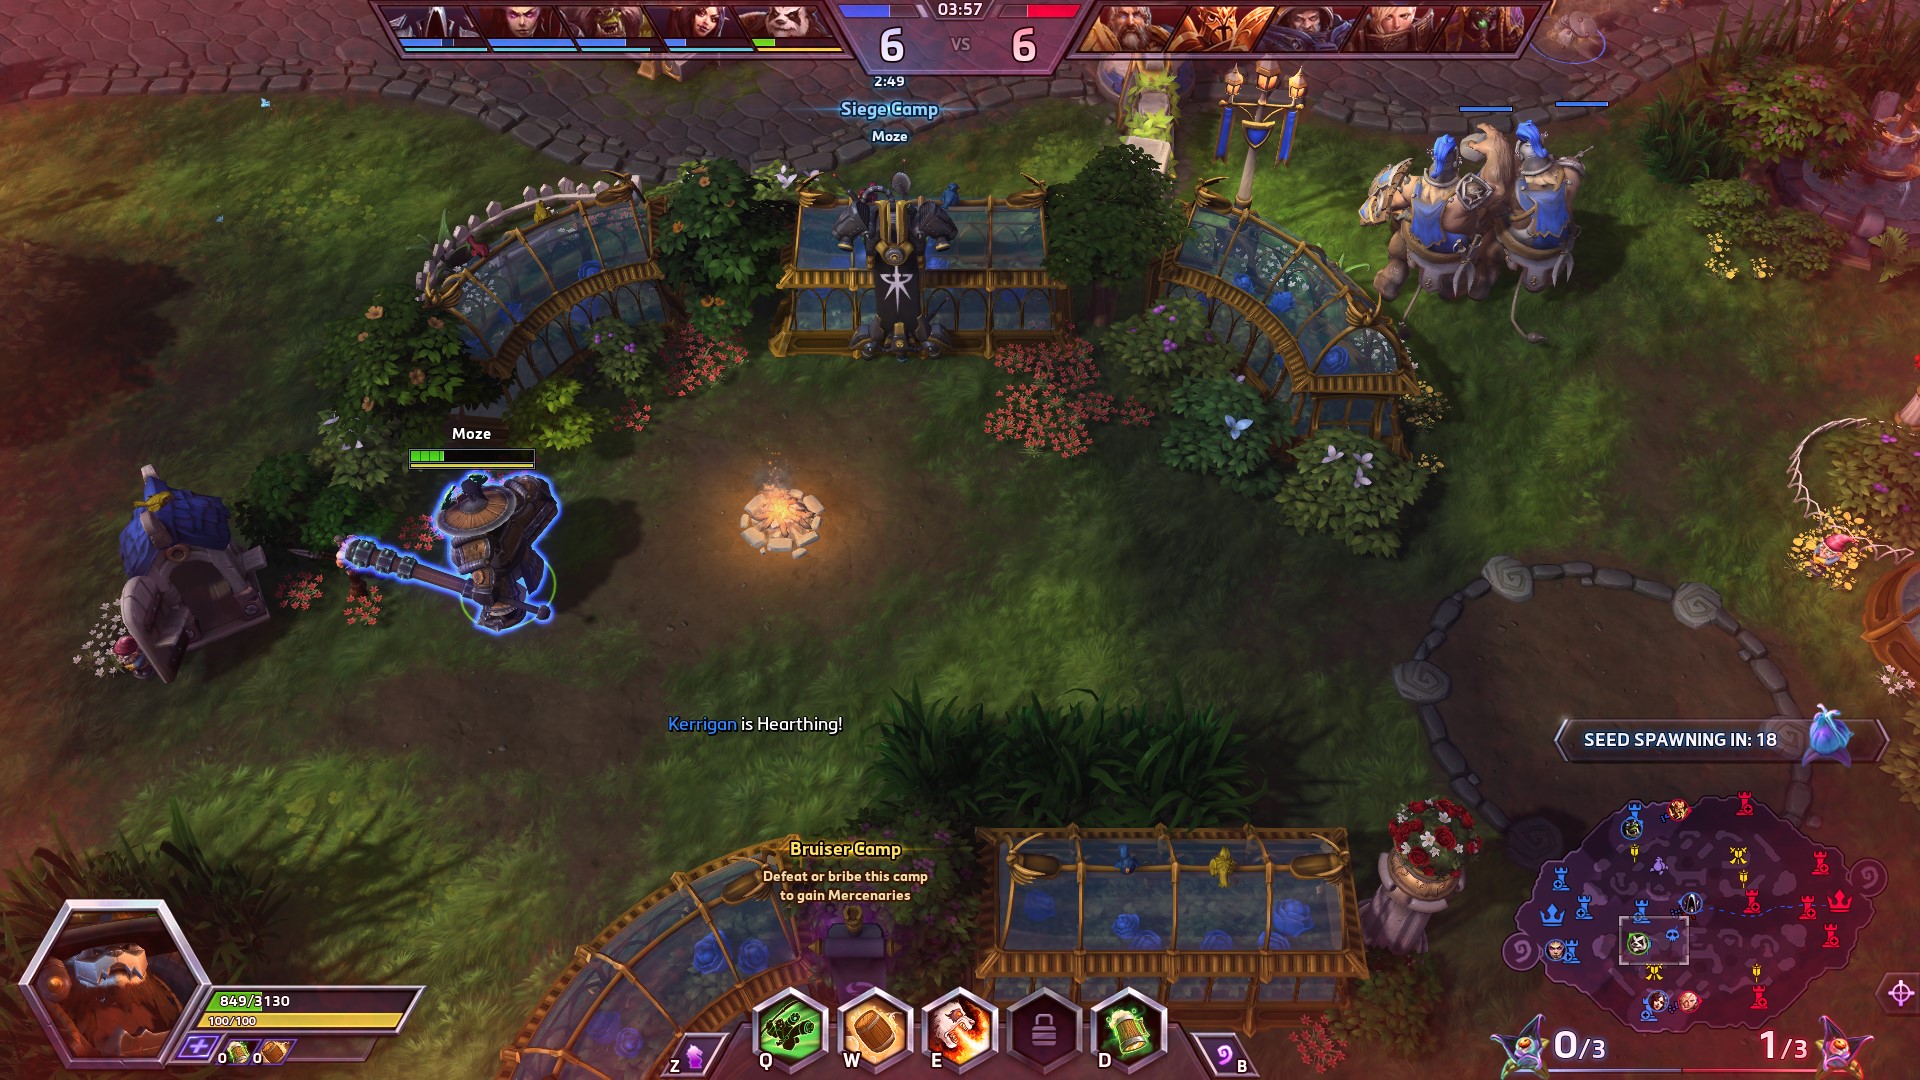 03:57
6 VS 6
2:49
Siege Camp
Moze
Moze
Kerrigan is Hearthing!
SEED SPAWNING IN: 18
Bruiser Camp
Defeat or bribe this camp
to gain Mercenaries
849/3130
100/100
0 0
Z Q W E D B
0/3 1/3